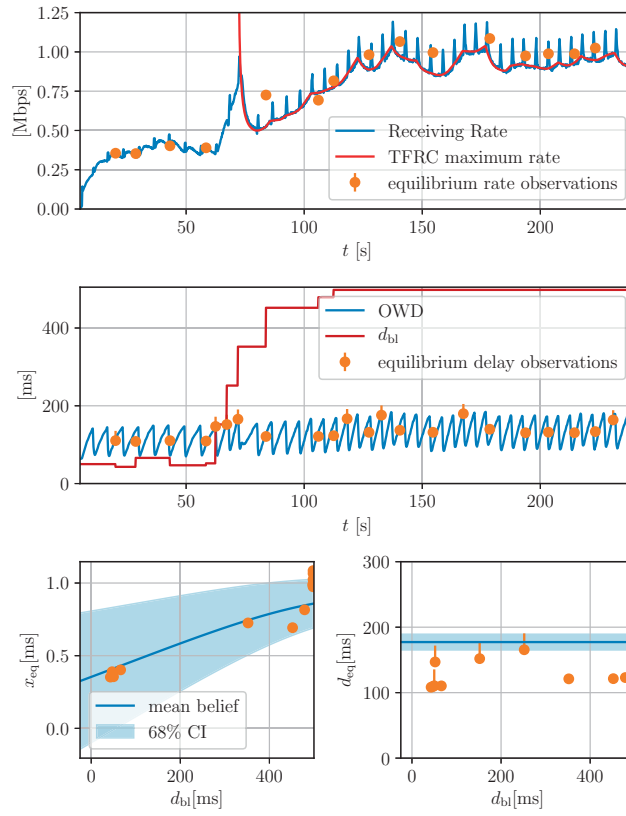 1.25
1.00
0.75
0.50
0.25
0.00
[Mbps]
Receiving Rate
TFRC maximum rate
equilibrium rate observations
50 100 150 200
t [s]
400
200
0
[ms]
OWD
d_bl
equilibrium delay observations
50 100 150 200
t [s]
1.0
0.5
0.0
x_eq[ms]
mean belief
68% CI
0 200 400
d_bl[ms]
300
200
100
0
d_eq[ms]
0 200 400
d_bl[ms]